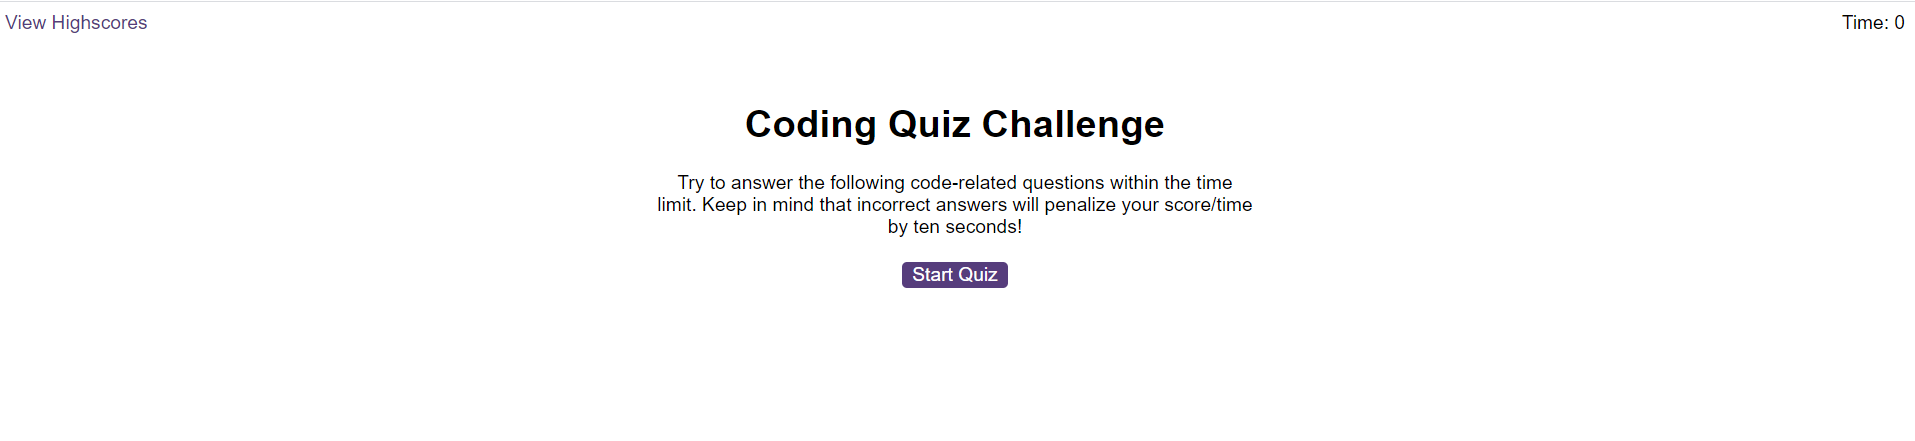 View Highscores
Time: 0
Coding Quiz Challenge
Try to answer the following code-related questions within the time
limit. Keep in mind that incorrect answers will penalize your score/time
by ten seconds!
Start Quiz